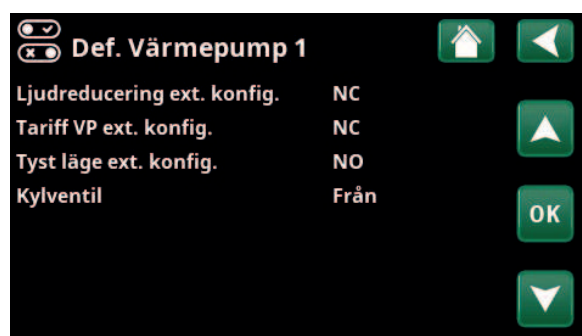 Def. Värmepump 1
Ljudreducering ext. konfig. NC
Tariff VP ext. konfig. NC
Tyst läge ext. konfig. NO
Kylventil Från
OK